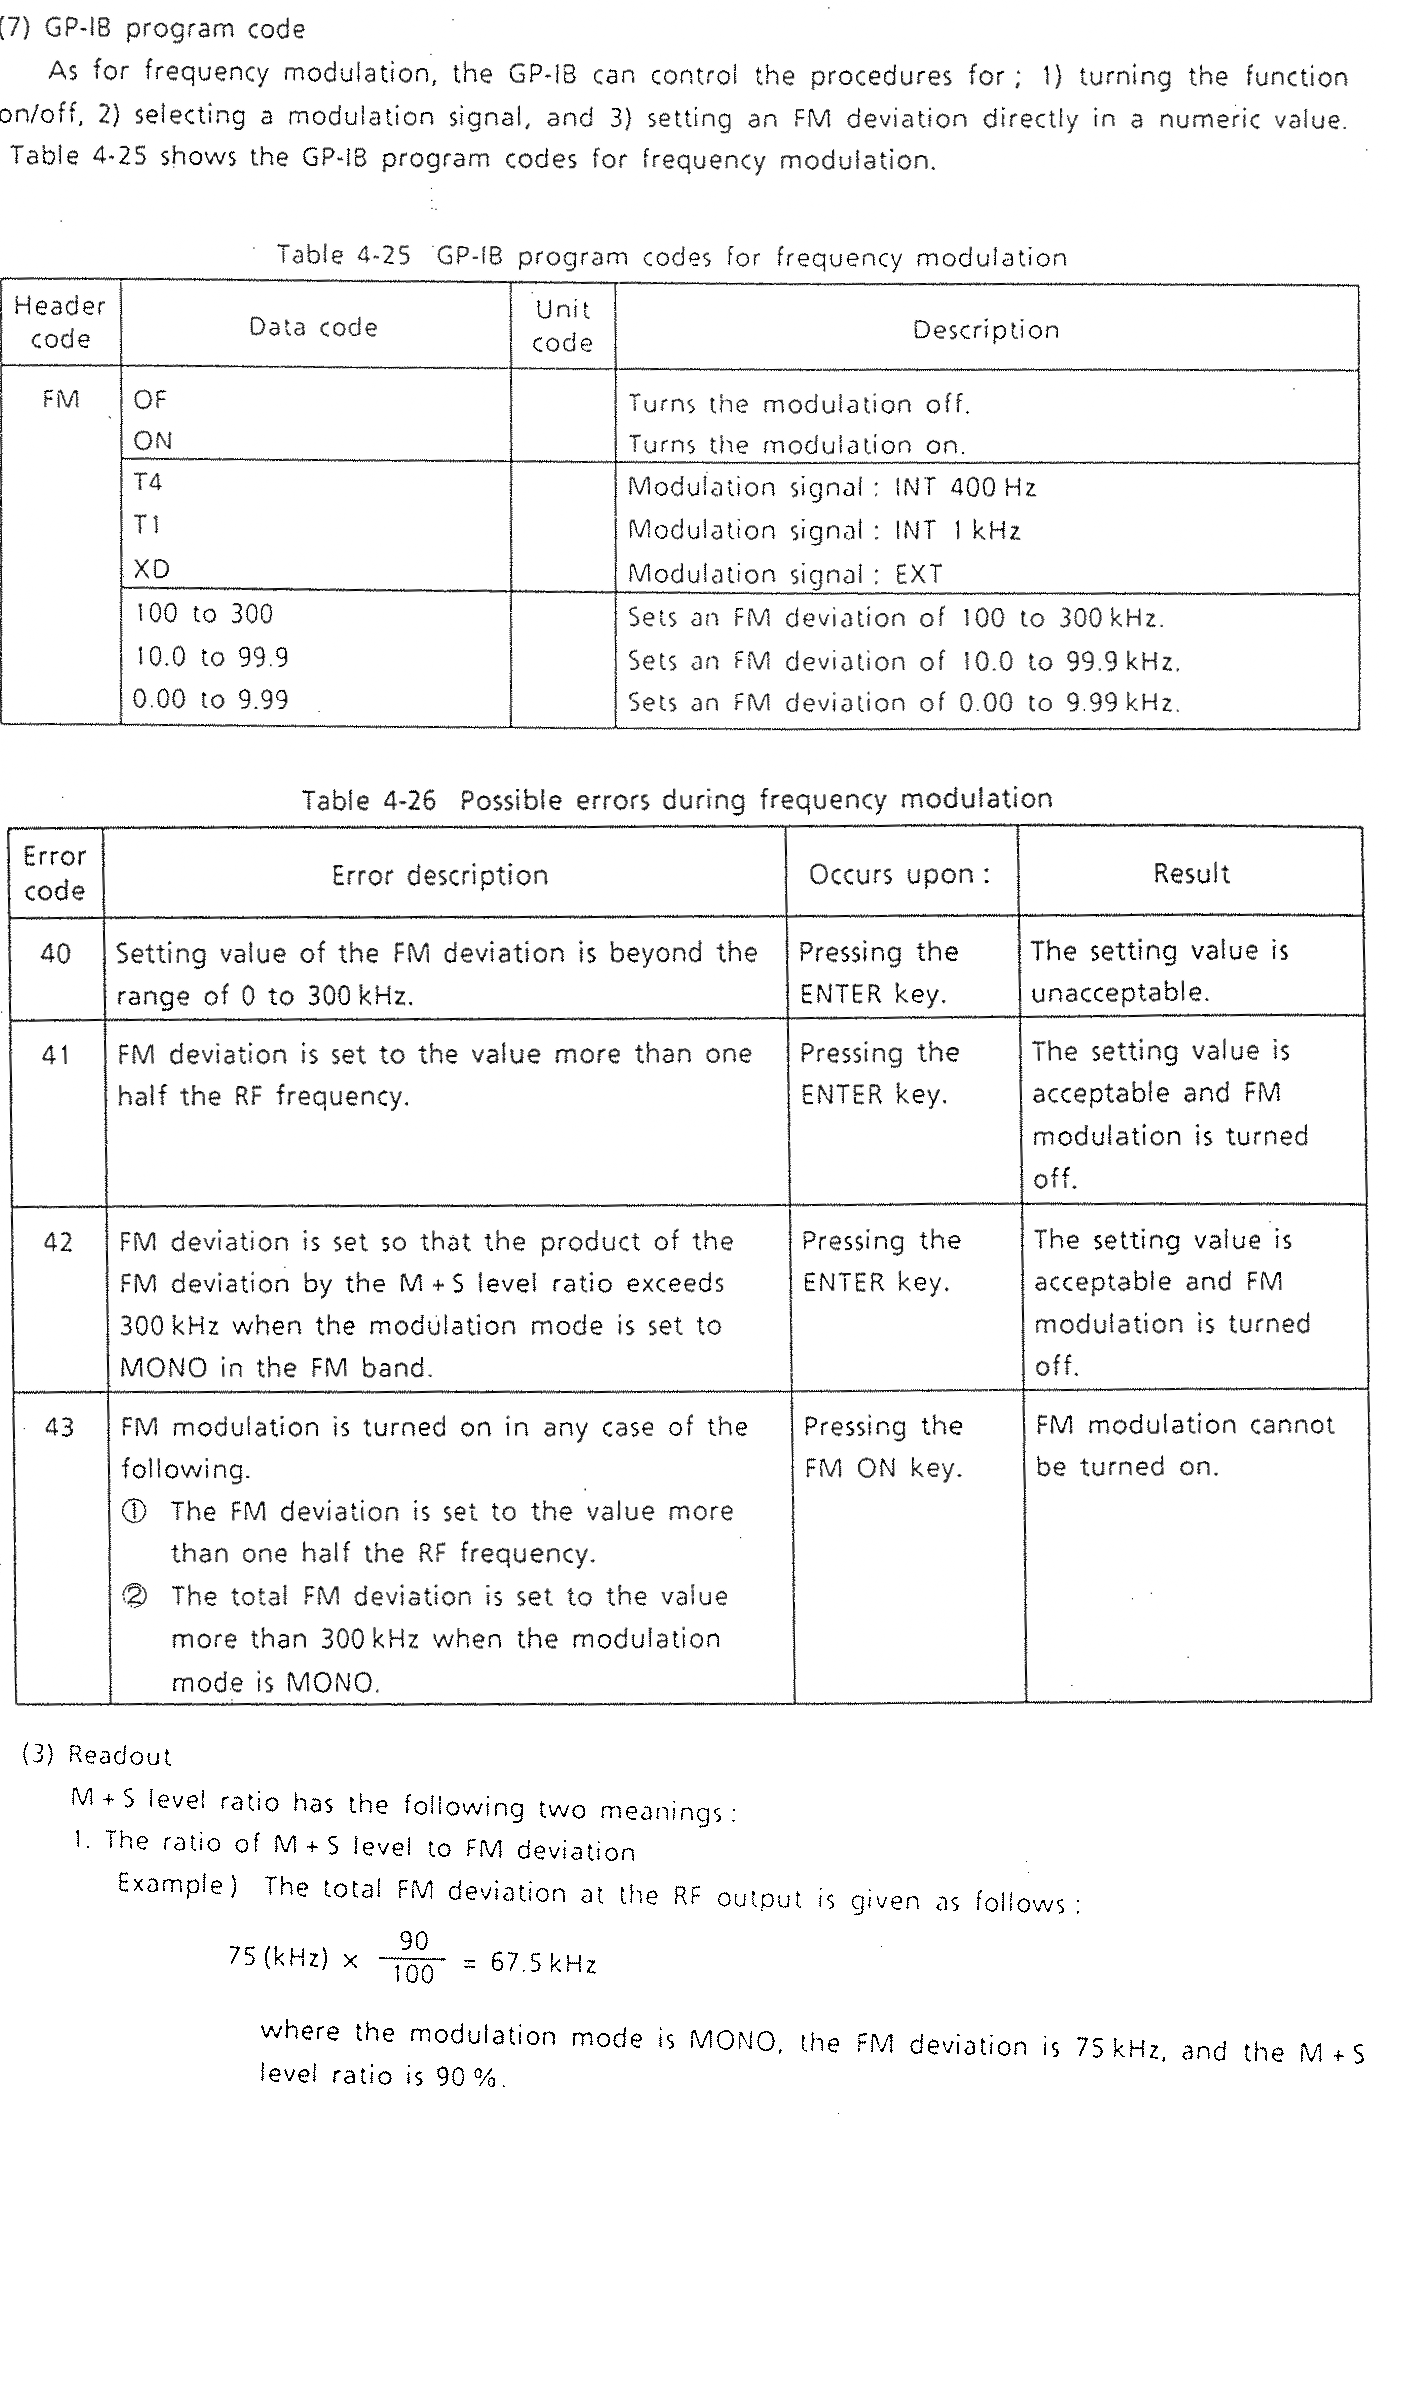 (7) GP-IB program code
As for frequency modulation, the GP-IB can control the procedures for ; 1) turning the function
on/off, 2) selecting a modulation signal, and 3) setting an FM deviation directly in a numeric value.
Table 4-25 shows the GP-IB program codes for frequency modulation.
Table 4-25 GP-IB program codes for frequency modulation
Header code
Data code
Unit code
Description
FM
OF
Turns the modulation off.
ON
Turns the modulation on.
T4
Modulation signal : INT 400 Hz
T1
Modulation signal : INT 1 kHz
XD
Modulation signal : EXT
100 to 300
Sets an FM deviation of 100 to 300 kHz.
10.0 to 99.9
Sets an FM deviation of 10.0 to 99.9 kHz.
0.00 to 9.99
Sets an FM deviation of 0.00 to 9.99 kHz.
Table 4-26 Possible errors during frequency modulation
Error
code
Error description
Occurs upon :
Result
40
Setting value of the FM deviation is beyond the
range of 0 to 300 kHz.
Pressing the
ENTER key.
The setting value is
unacceptable.
41
FM deviation is set to the value more than one
half the RF frequency.
Pressing the
ENTER key.
The setting value is
acceptable and FM
modulation is turned
off.
42
FM deviation is set so that the product of the
FM deviation by the M + S level ratio exceeds
300 kHz when the modulation mode is set to
MONO in the FM band.
Pressing the
ENTER key.
The setting value is
acceptable and FM
modulation is turned
off.
43
FM modulation is turned on in any case of the
following.
① The FM deviation is set to the value more
than one half the RF frequency.
② The total FM deviation is set to the value
more than 300 kHz when the modulation
mode is MONO.
Pressing the
FM ON key.
FM modulation cannot
be turned on.
(3) Readout
M + S level ratio has the following two meanings :
1. The ratio of M + S level to FM deviation
Example) The total FM deviation at the RF output is given as follows :
75 (kHz) × 90/100 = 67.5 kHz
where the modulation mode is MONO, the FM deviation is 75 kHz, and the M + S
level ratio is 90 %.